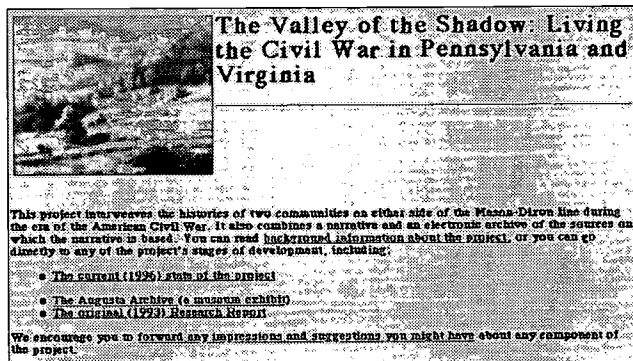 The Valley of the Shadow: Living
the Civil War in Pennsylvania and
Virginia
This project interweaves the histories of two communities on either side of the Mason-Dixon line during
the era of the American Civil War. It also combines a narrative and an electronic archive of the sources on
which the narrative is based. You can read background information about the project, or you can go
directly to any of the project's stages of development, including:
The current (1996) state of the project
The Augusta Archive (a museum exhibit)
The original (1993) Research Report
We encourage you to forward any impressions and suggestions you might have about any component of
the project.